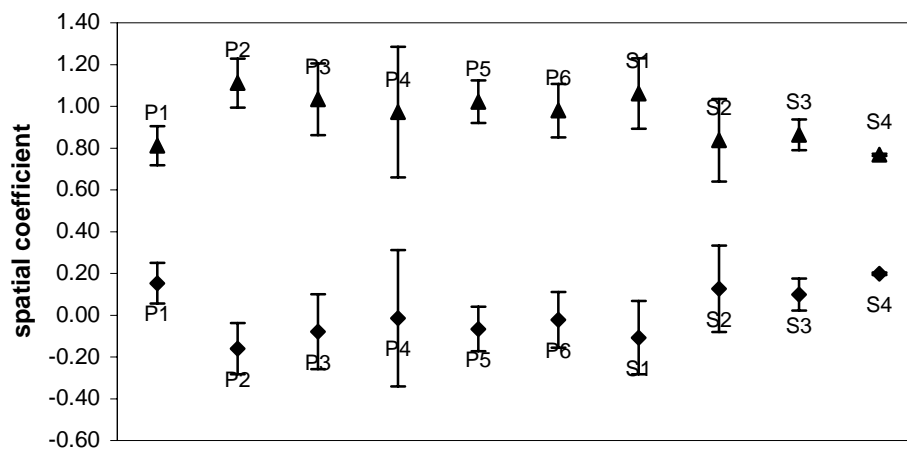 1.40
1.20
1.00
0.80
0.60
0.40
0.20
0.00
-0.20
-0.40
-0.60
spatial coefficient
P1
P2
P3
P4
P5
P6
S1
S2
S3
S4
P1
P2
P3
P4
P5
P6
S1
S2
S3
S4